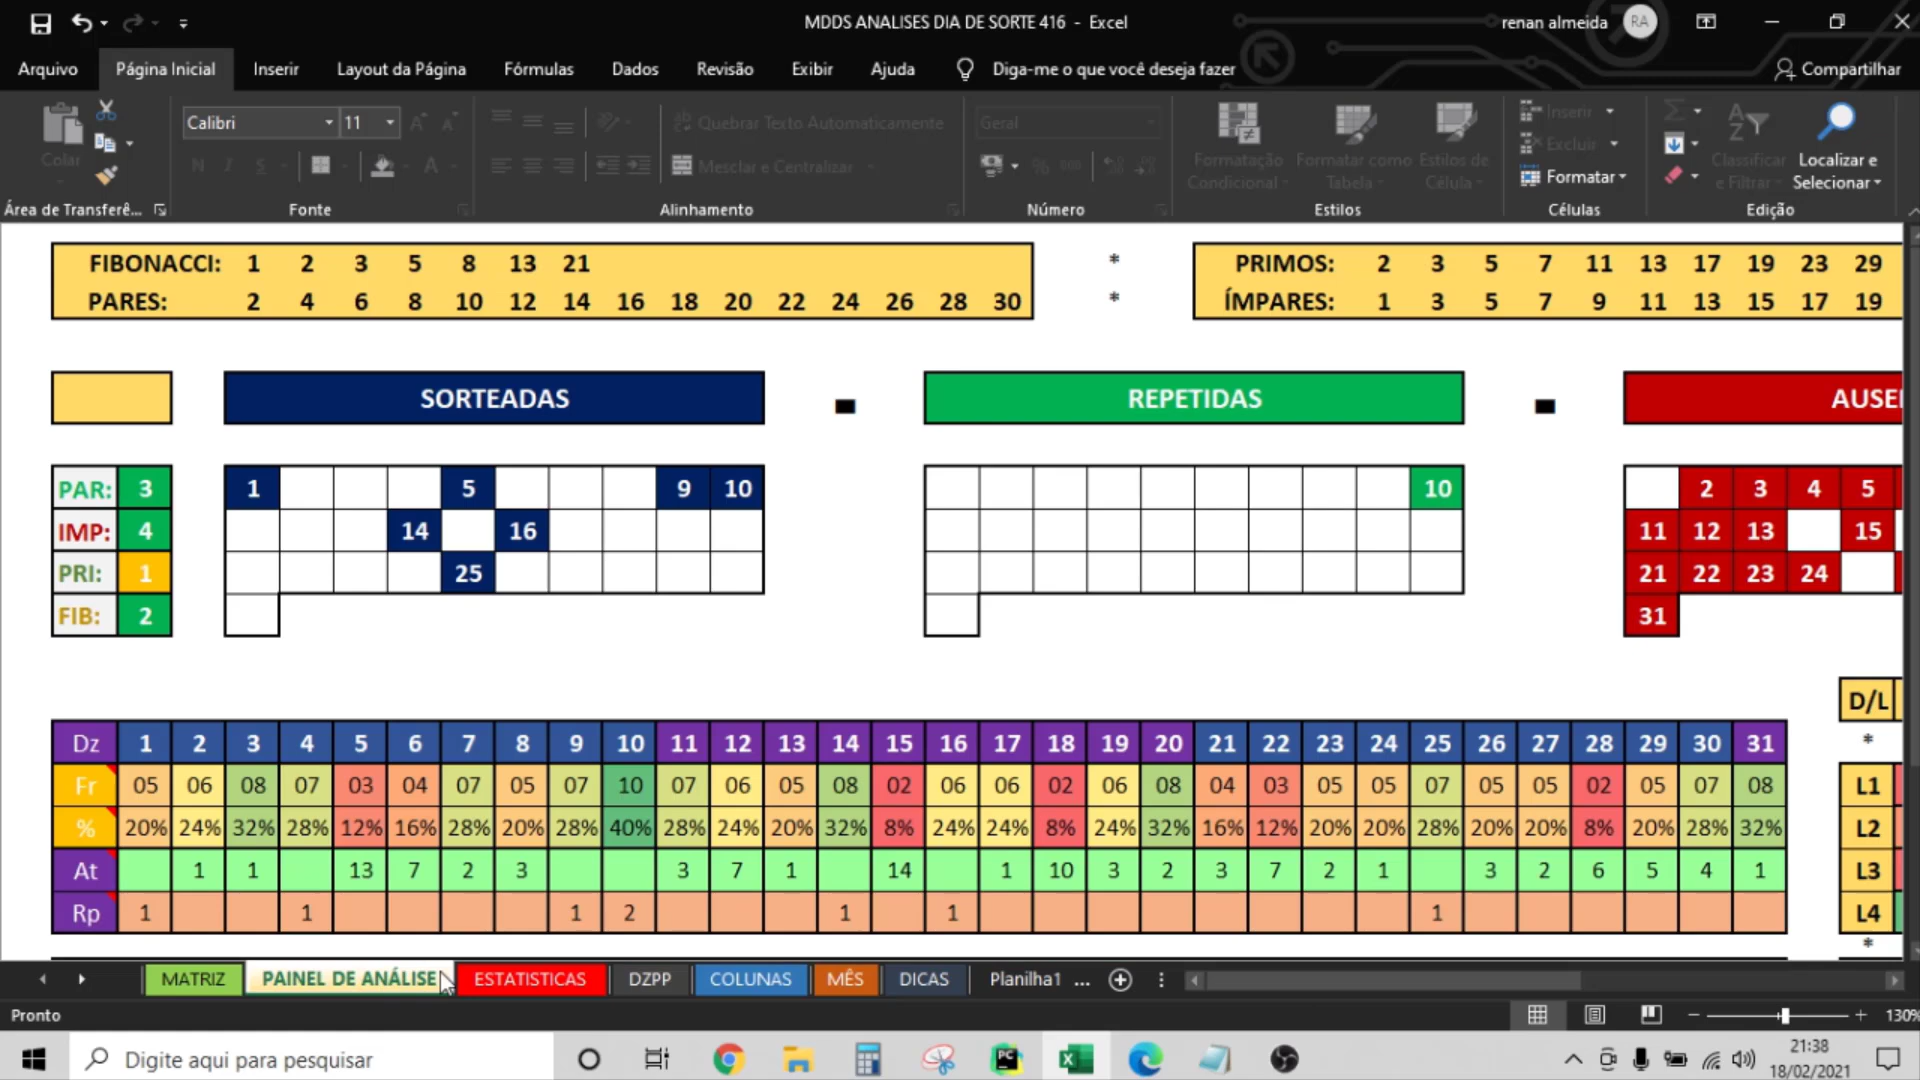 MDDS ANALISES DIA DE SORTE 416 - Excel
renan almeida RA
Arquivo Página Inicial Inserir Layout da Página Fórmulas Dados Revisão Exibir Ajuda Diga-me o que você deseja fazer Compartilhar
Calibri 11 Quebrar Texto Automaticamente Geral Inserir
Colar Mesclar e Centralizar Formatação Condicional Formatar como Tabela Estilos de Célula Excluir Formatar Classificar e Filtrar Localizar e Selecionar
Área de Transferê... Fonte Alinhamento Número Estilos Células Edição
FIBONACCI: 1 2 3 5 8 13 21 * PRIMOS: 2 3 5 7 11 13 17 19 23 29
PARES: 2 4 6 8 10 12 14 16 18 20 22 24 26 28 30 * ÍMPARES: 1 3 5 7 9 11 13 15 17 19
SORTEADAS - REPETIDAS -
PAR: 3 1 5 9 10 10 2 3 4 5
IMP: 4 14 16 11 12 13 15
PRI: 1 25 21 22 23 24
FIB: 2 31
D/L
Dz 1 2 3 4 5 6 7 8 9 10 11 12 13 14 15 16 17 18 19 20 21 22 23 24 25 26 27 28 29 30 31 *
Fr 05 06 08 07 03 04 07 05 07 10 07 06 05 08 02 06 06 02 06 08 04 03 05 05 07 05 05 02 05 07 08 L1
% 20% 24% 32% 28% 12% 16% 28% 20% 28% 40% 28% 24% 20% 32% 8% 24% 24% 8% 24% 32% 16% 12% 20% 20% 28% 20% 20% 8% 20% 28% 32% L2
At 1 1 13 7 2 3 3 7 1 14 1 10 3 2 3 7 2 1 3 2 6 5 4 1 L3
Rp 1 1 1 2 1 1 1 L4
*
MATRIZ PAINEL DE ANÁLISE ESTATISTICAS DZPP COLUNAS MÊS DICAS Planilha1 ...
Pronto 130%
Digite aqui para pesquisar 21:38
18/02/2021